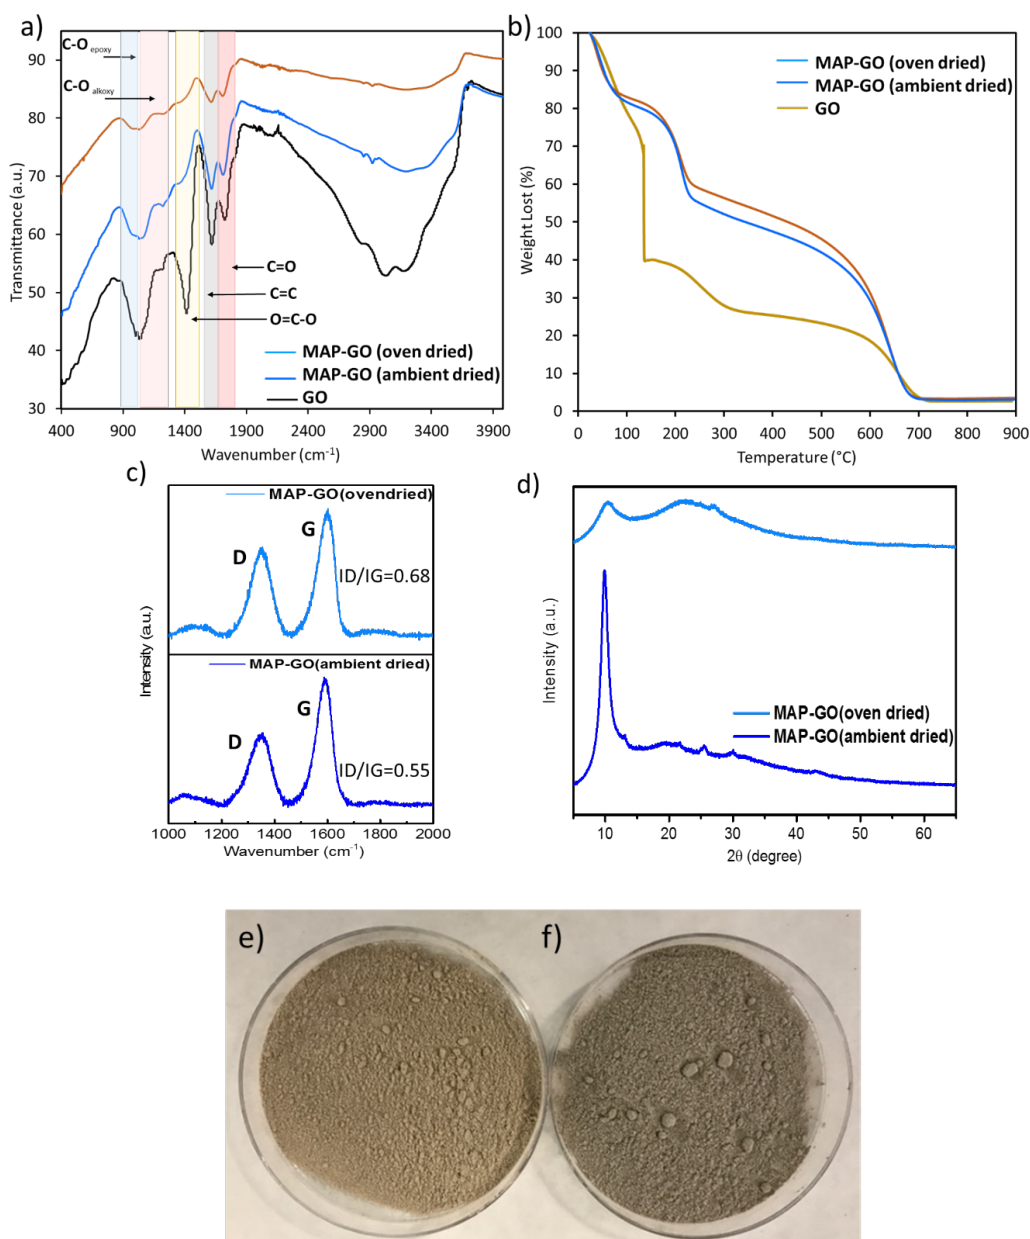 a)
C-O epoxy
C-O alkoxy
Transmittance (a.u.)
90
80
70
60
50
40
30
C=O
C=C
O=C-O
MAP-GO (oven dried)
MAP-GO (ambient dried)
GO
400 900 1400 1900 2400 2900 3400 3900
Wavenumber (cm-1)
b)
Weight Lost (%)
100
90
80
70
60
50
40
30
20
10
0
MAP-GO (oven dried)
MAP-GO (ambient dried)
GO
0 100 200 300 400 500 600 700 800 900
Temperature (°C)
c)
MAP-GO(ovendried)
D
G
ID/IG=0.68
Intensity (a.u.)
MAP-GO(ambient dried)
D
G
ID/IG=0.55
1000 1200 1400 1600 1800 2000
Wavenumber (cm-1)
d)
Intensity (a.u.)
MAP-GO(oven dried)
MAP-GO(ambient dried)
10 20 30 40 50 60
2θ (degree)
e)
f)